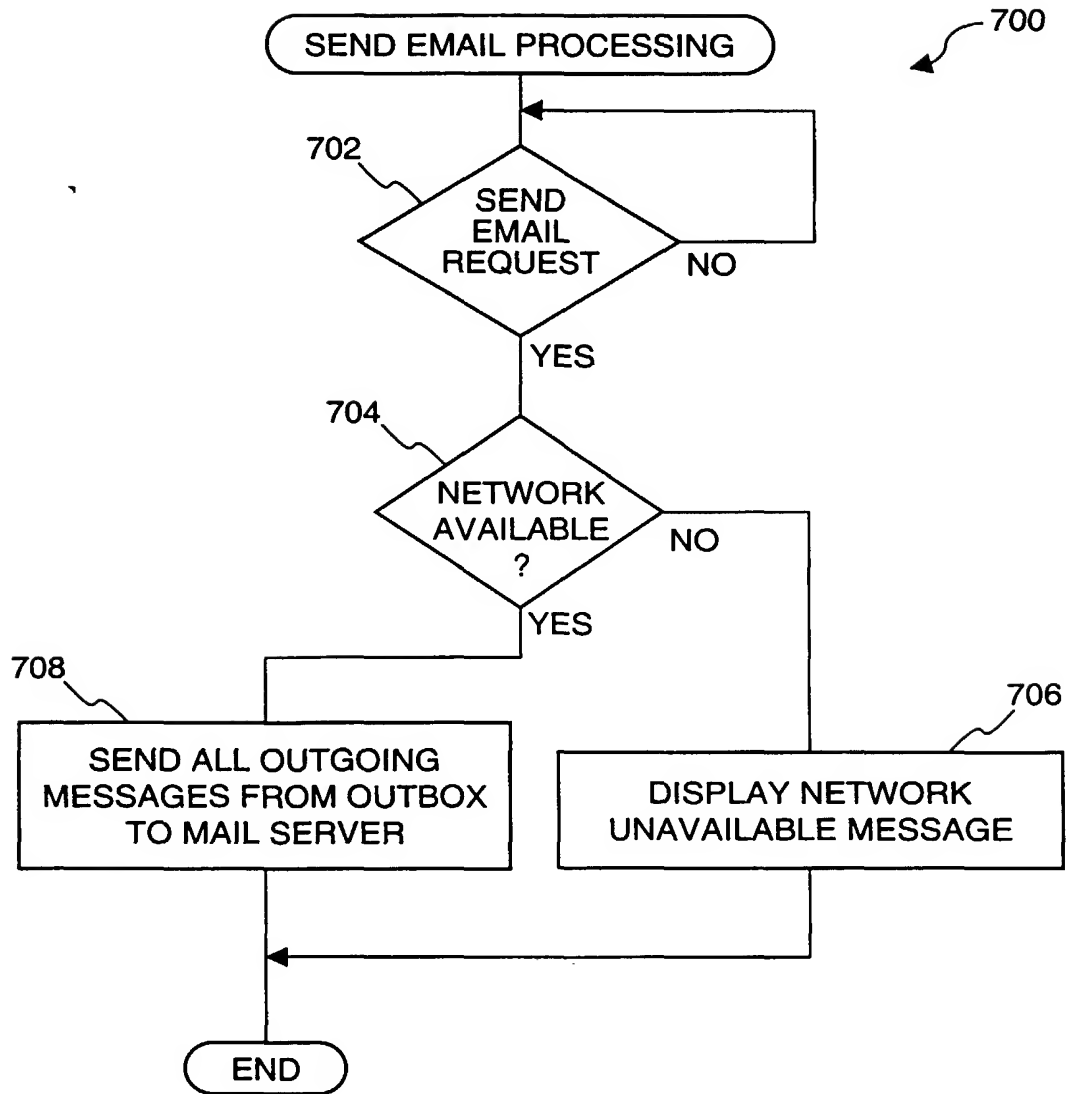 SEND EMAIL PROCESSING
700
702
SEND
EMAIL
REQUEST
NO
YES
704
NETWORK
AVAILABLE
?
NO
YES
708
706
SEND ALL OUTGOING
MESSAGES FROM OUTBOX
TO MAIL SERVER
DISPLAY NETWORK
UNAVAILABLE MESSAGE
END